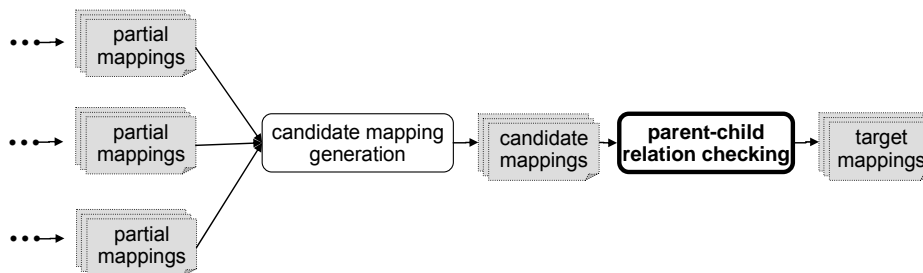 partial
mappings
partial
mappings
partial
mappings
candidate mapping
generation
candidate
mappings
parent-child
relation checking
target
mappings